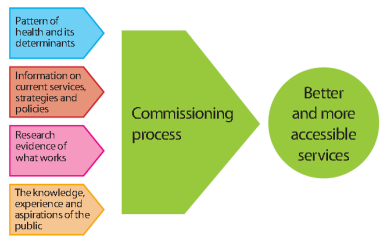 Pattern of
health and its
determinants
Information on
current services,
strategies and
policies
Research
evidence of
what works
The knowledge,
experience and
aspirations of the
public
Commissioning
process
Better
and more
accessible
services